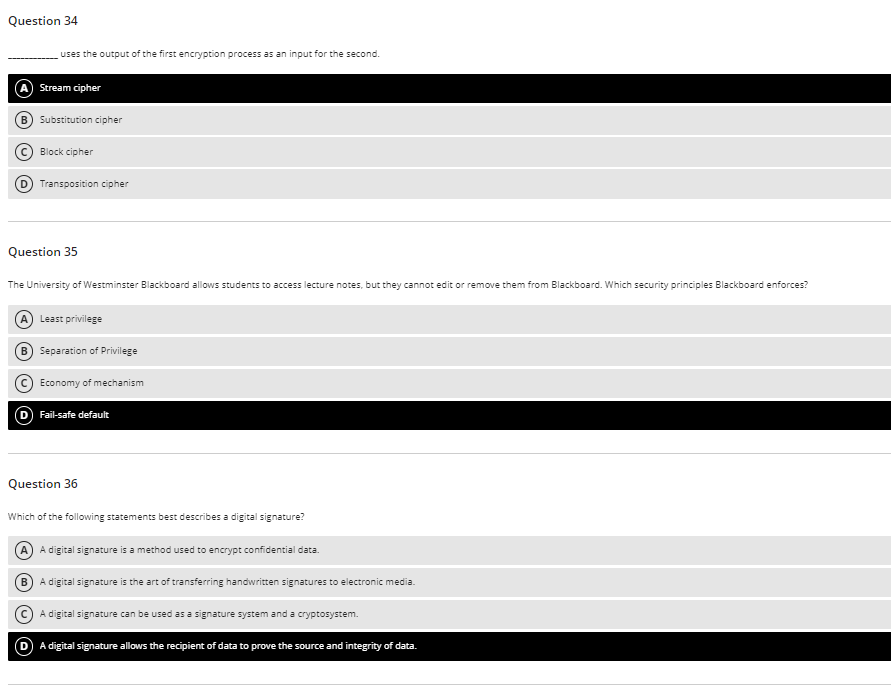 Question 34
____________ uses the output of the first encryption process as an input for the second.
A Stream cipher
B Substitution cipher
C Block cipher
D Transposition cipher
Question 35
The University of Westminster Blackboard allows students to access lecture notes, but they cannot edit or remove them from Blackboard. Which security principles Blackboard enforces?
A Least privilege
B Separation of Privilege
C Economy of mechanism
D Fail-safe default
Question 36
Which of the following statements best describes a digital signature?
A A digital signature is a method used to encrypt confidential data.
B A digital signature is the art of transferring handwritten signatures to electronic media.
C A digital signature can be used as a signature system and a cryptosystem.
D A digital signature allows the recipient of data to prove the source and integrity of data.